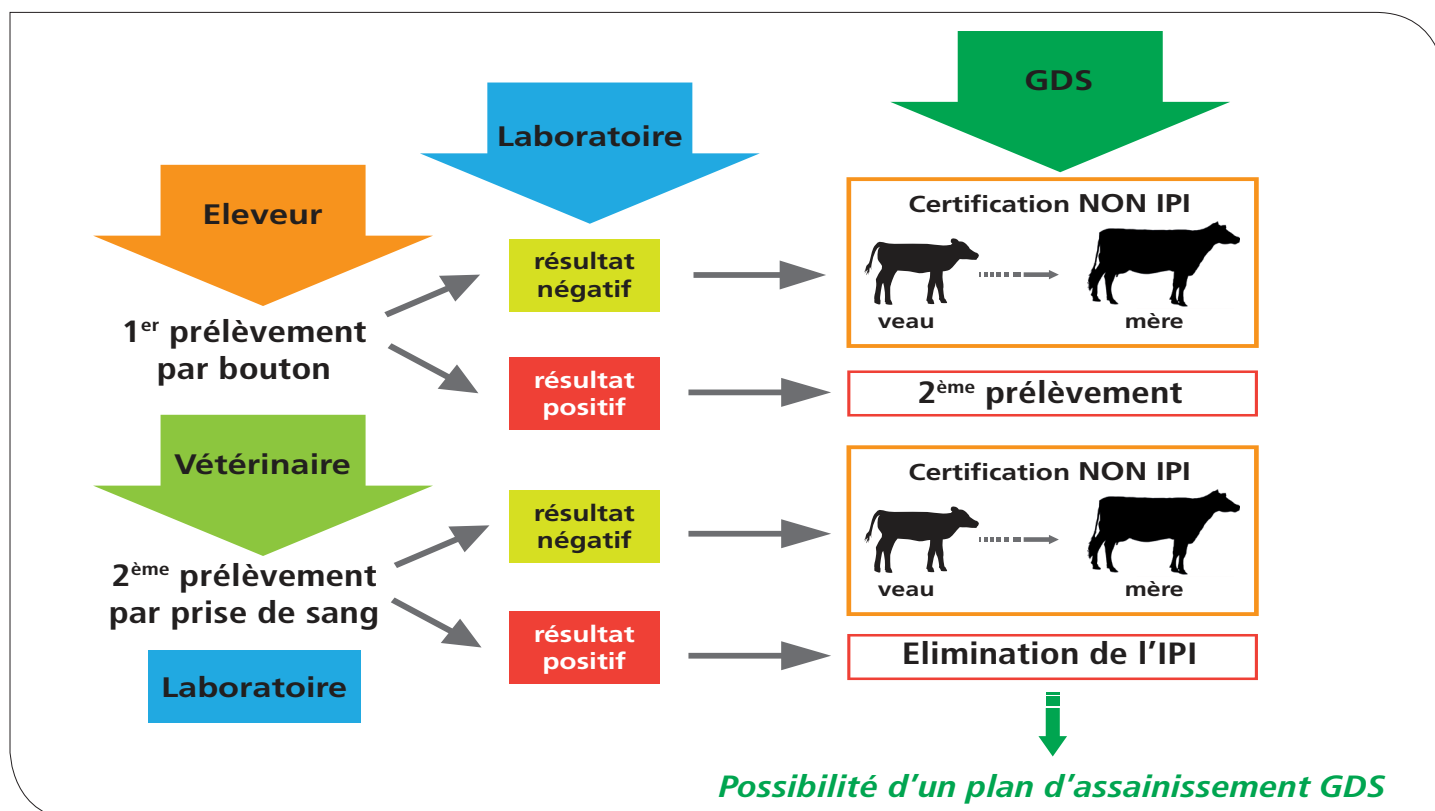 GDS
Laboratoire
Eleveur
1er prélèvement
par bouton
résultat
négatif
Certification NON IPI
veau
mère
résultat
positif
2ème prélèvement
Vétérinaire
2ème prélèvement
par prise de sang
Laboratoire
résultat
négatif
Certification NON IPI
veau
mère
résultat
positif
Elimination de l'IPI
Possibilité d'un plan d'assainissement GDS